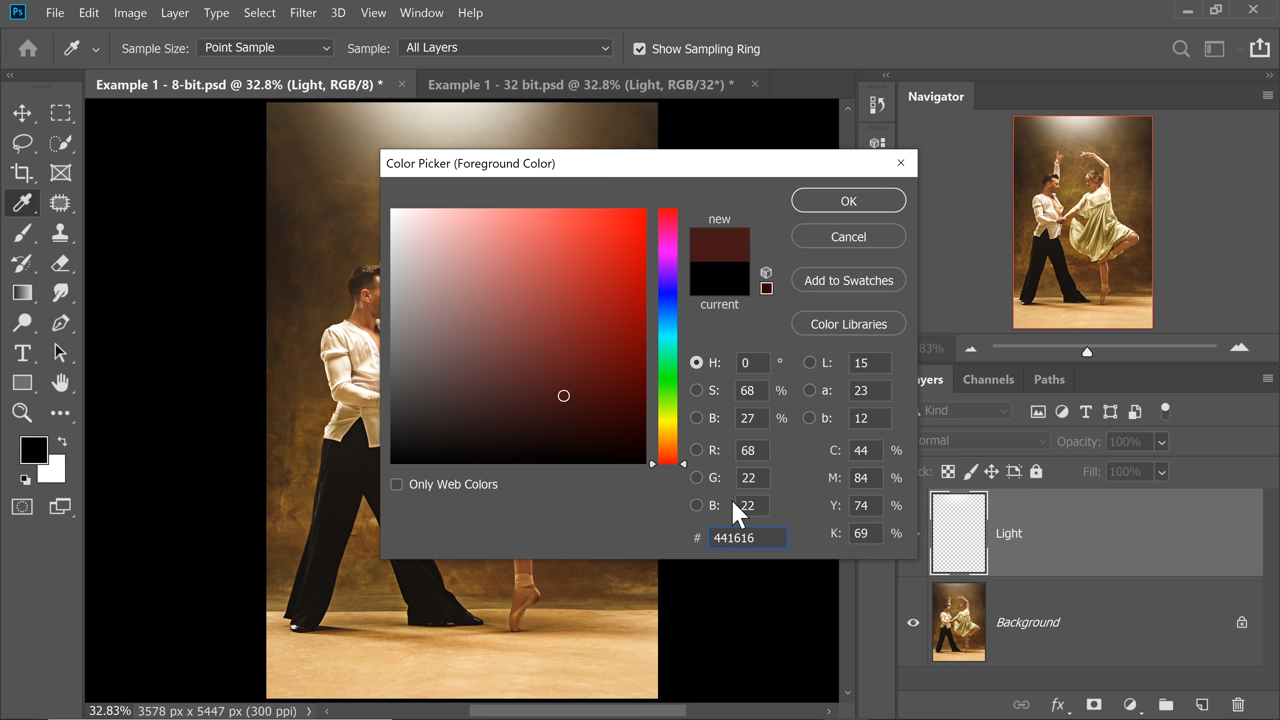 Ps File Edit Image Layer Type Select Filter 3D View Window Help
Sample Size: Point Sample Sample: All Layers Show Sampling Ring
Example 1 - 8-bit.psd @ 32.8% (Light, RGB/8) * × Example 1 - 32 bit.psd @ 32.8% (Light, RGB/32*) * ×
Navigator
Color Picker (Foreground Color)
new
OK
Cancel
Add to Swatches
current
Color Libraries
83%
H: 0 ° L: 15
S: 68 % a: 23
B: 27 % b: 12
R: 68 C: 44 %
G: 22 M: 84 %
B: 22 Y: 74 %
# 441616 K: 69 %
Only Web Colors
yers Channels Paths
Kind
ormal Opacity: 100%
ck: Fill: 100%
Light
Background
fx
32.83% 3578 px x 5447 px (300 ppi)